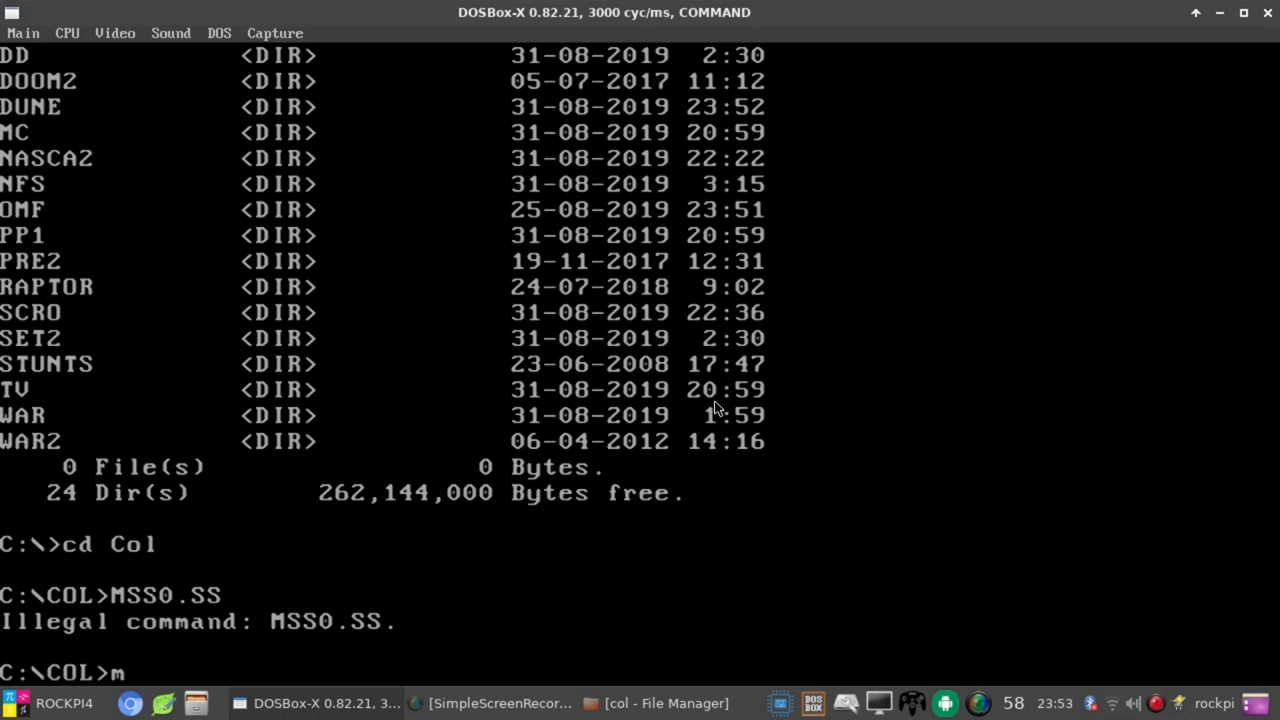 DOSBox-X 0.82.21, 3000 cyc/ms, COMMAND
Main CPU Video Sound DOS Capture
DD <DIR> 31-08-2019 2:30
DOOM2 <DIR> 05-07-2017 11:12
DUNE <DIR> 31-08-2019 23:52
MC <DIR> 31-08-2019 20:59
NASCA2 <DIR> 31-08-2019 22:22
NFS <DIR> 31-08-2019 3:15
OMF <DIR> 25-08-2019 23:51
PP1 <DIR> 31-08-2019 20:59
PRE2 <DIR> 19-11-2017 12:31
RAPTOR <DIR> 24-07-2018 9:02
SCRO <DIR> 31-08-2019 22:36
SET2 <DIR> 31-08-2019 2:30
STUNTS <DIR> 23-06-2008 17:47
TV <DIR> 31-08-2019 20:59
WAR <DIR> 31-08-2019 1:59
WAR2 <DIR> 06-04-2012 14:16
0 File(s) 0 Bytes.
24 Dir(s) 262,144,000 Bytes free.
C:\>cd Col
C:\COL>MSS0.SS
Illegal command: MSS0.SS.
C:\COL>m
ROCKPI4 DOSBox-X 0.82.21, 3... [SimpleScreenRecor... [col - File Manager] DOS BOX 58 23:53 rockpi